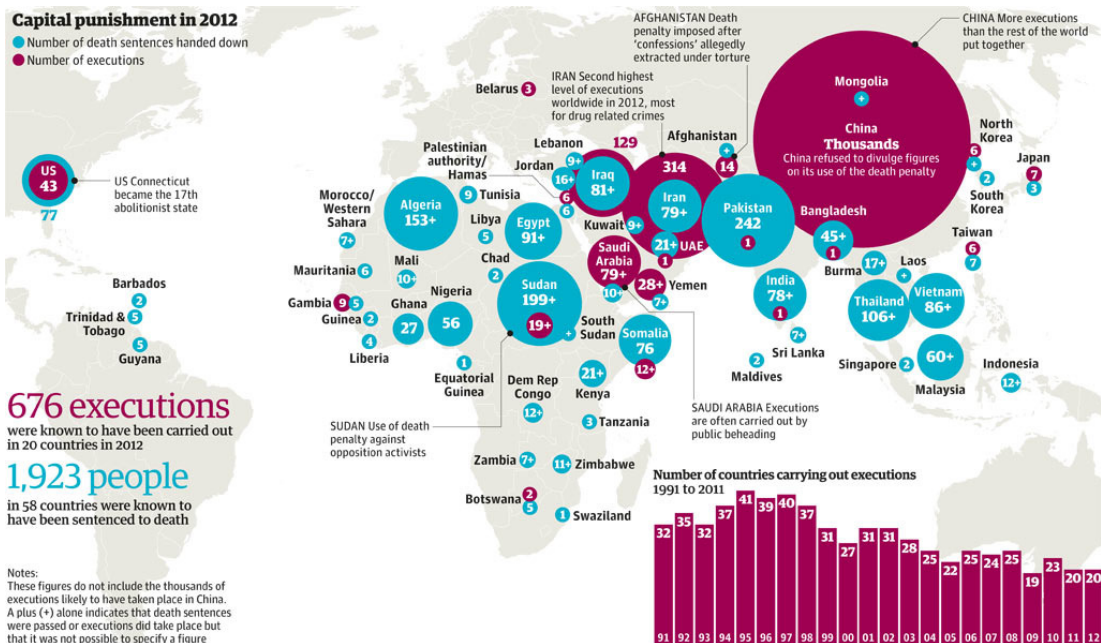 Capital punishment in 2012
Number of death sentences handed down
Number of executions
US
43
77
US Connecticut
became the 17th
abolitionist state
Barbados
2
Trinidad &
Tobago
5
Guyana
5
676 executions
were known to have been carried out
in 20 countries in 2012
1,923 people
in 58 countries were known to
have been sentenced to death
Notes:
These figures do not include the thousands of
executions likely to have taken place in China.
A plus (+) alone indicates that death sentences
were passed or executions did take place but
that it was not possible to specify a figure
Belarus
3
IRAN Second highest
level of executions
worldwide in 2012, most
for drug related crimes
AFGHANISTAN Death
penalty imposed after
‘confessions’ allegedly
extracted under torture
CHINA More executions
than the rest of the world
put together
Mongolia
+
China
Thousands
China refused to divulge figures
on its use of the death penalty
North
Korea
6
+
Japan
7
3
South
Korea
2
Taiwan
6
7
Lebanon
9+
Palestinian
authority/
Hamas
6
6
Jordan
16+
129
Iraq
81+
314
Iran
79+
Afghanistan
+
14
Pakistan
242
1
Bangladesh
45+
1
Kuwait
9+
21+
UAE
1
Saudi
Arabia
79+
10+
28+
Yemen
7+
Morocco/
Western
Sahara
7+
Algeria
153+
Tunisia
9
Libya
5
Egypt
91+
Mauritania
6
Mali
10+
Chad
2
Sudan
199+
19+
South
Sudan
+
Somalia
76
12+
Gambia
9
5
Guinea
2
Ghana
27
Nigeria
56
Liberia
4
Equatorial
Guinea
1
Dem Rep
Congo
12+
Kenya
21+
Tanzania
3
Zambia
7+
Zimbabwe
11+
Botswana
2
5
Swaziland
1
SUDAN Use of death
penalty against
opposition activists
SAUDI ARABIA Executions
are often carried out by
public beheading
India
78+
1
Sri Lanka
7+
Maldives
2
Burma
17+
Laos
+
Thailand
106+
Vietnam
86+
Singapore
2
60+
Malaysia
Indonesia
12+
Number of countries carrying out executions
1991 to 2011
32 35 32 37 41 39 40 37 31 27 31 31 28 25 22 25 24 25 19 23 20 20
91 92 93 94 95 96 97 98 99 00 01 02 03 04 05 06 07 08 09 10 11 12